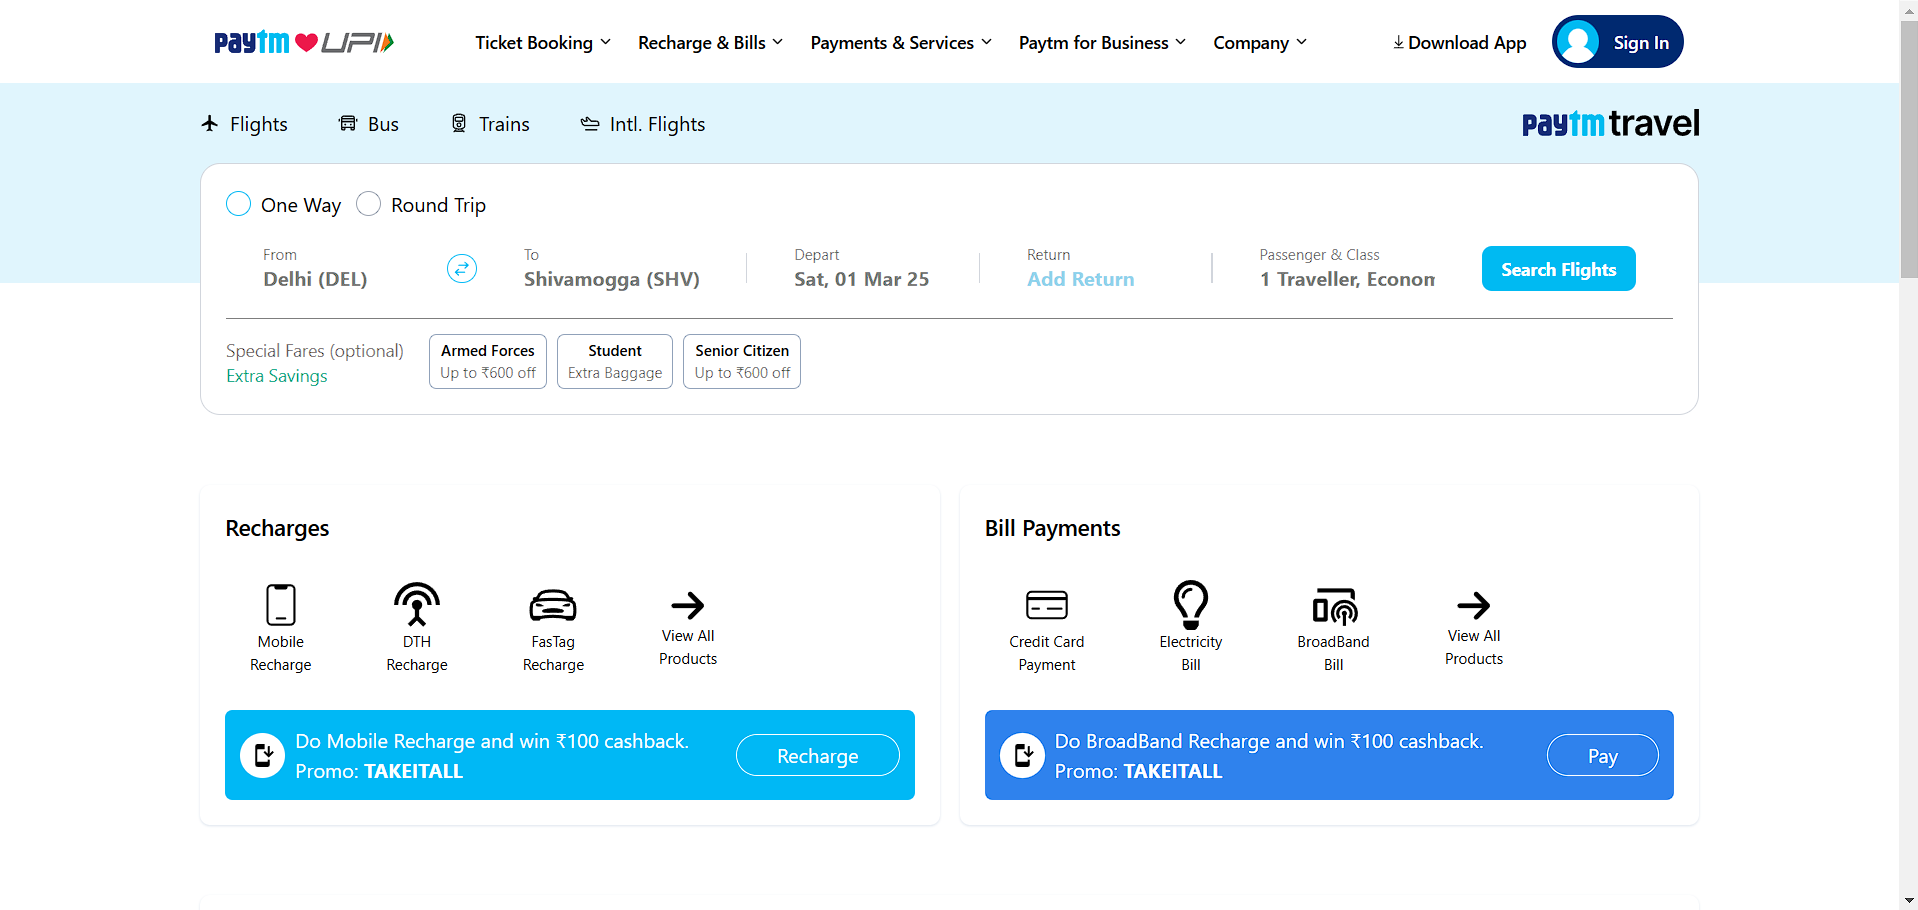 paytm UPI
Ticket Booking
Recharge & Bills
Payments & Services
Paytm for Business
Company
Download App
Sign In
Flights
Bus
Trains
Intl. Flights
paytm travel
One Way
Round Trip
From
Delhi (DEL)
To
Shivamogga (SHV)
Depart
Sat, 01 Mar 25
Return
Add Return
Passenger & Class
1 Traveller, Econom
Search Flights
Special Fares (optional)
Extra Savings
Armed Forces
Up to ₹600 off
Student
Extra Baggage
Senior Citizen
Up to ₹600 off
Recharges
Mobile
Recharge
DTH
Recharge
FasTag
Recharge
View All
Products
Do Mobile Recharge and win ₹100 cashback.
Promo: TAKEITALL
Recharge
Bill Payments
Credit Card
Payment
Electricity
Bill
BroadBand
Bill
View All
Products
Do BroadBand Recharge and win ₹100 cashback.
Promo: TAKEITALL
Pay